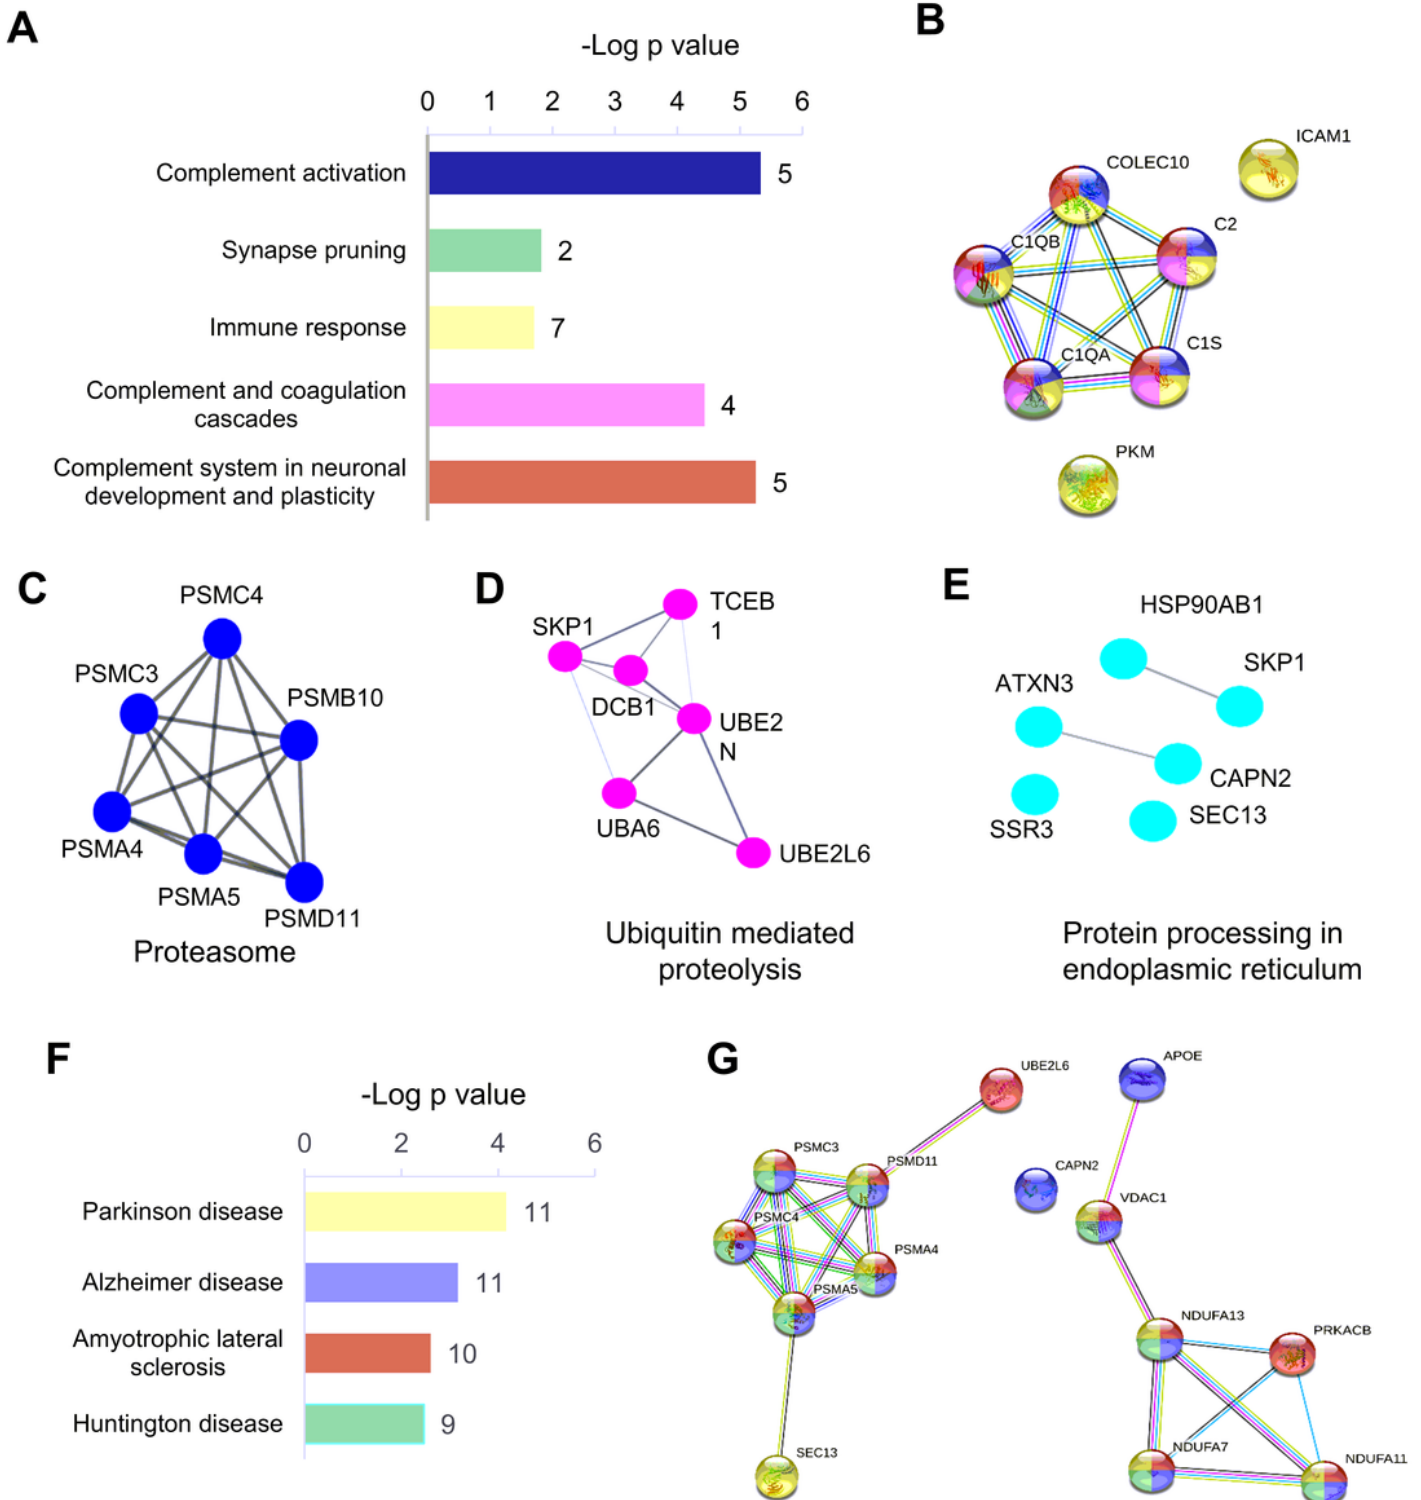 A
-Log p value
0 1 2 3 4 5 6
Complement activation
5
Synapse pruning
2
Immune response
7
Complement and coagulation
cascades
4
Complement system in neuronal
development and plasticity
5
B
ICAM1
COLEC10
C2
C1QB
C1S
C1QA
PKM
C
PSMC4
PSMC3
PSMB10
PSMA4
PSMA5
PSMD11
Proteasome
D
TCEB
1
SKP1
DCB1
UBE2
N
UBA6
UBE2L6
Ubiquitin mediated
proteolysis
E
HSP90AB1
SKP1
ATXN3
CAPN2
SEC13
SSR3
Protein processing in
endoplasmic reticulum
F
-Log p value
0 2 4 6
Parkinson disease
11
Alzheimer disease
11
Amyotrophic lateral
sclerosis
10
Huntington disease
9
G
UBE2L6
APOE
PSMC3
PSMD11
CAPN2
VDAC1
PSMC4
PSMA4
PSMA5
NDUFA13
PRKACB
SEC13
NDUFA7
NDUFA11